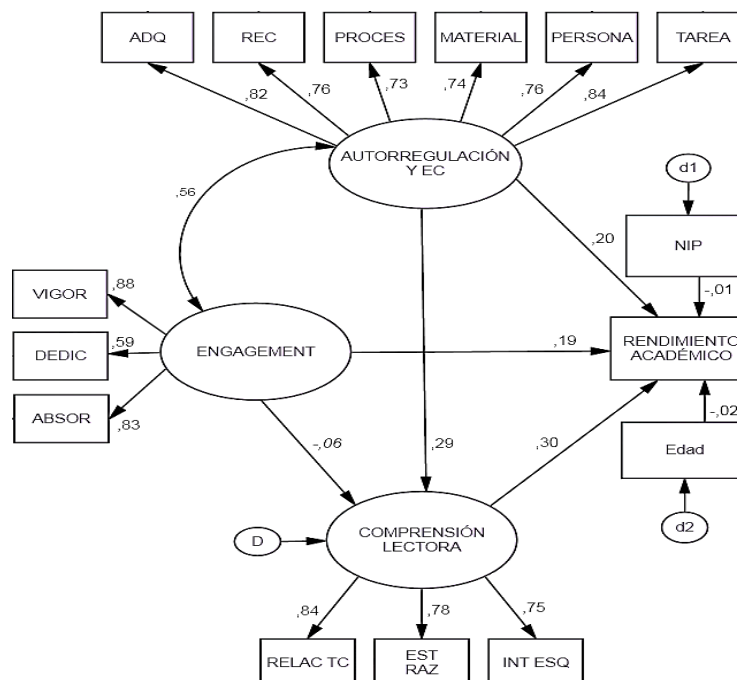 ADQ
REC
PROCES
MATERIAL
PERSONA
TAREA
,82
,76
,73
,74
,76
,84
AUTORREGULACIÓN
Y EC
d1
,56
,20
NIP
-,01
VIGOR
,88
DEDIC
,59
ABSOR
,83
ENGAGEMENT
,19
RENDIMIENTO
ACADÉMICO
-,02
-,06
,29
,30
Edad
d2
D
COMPRENSIÓN
LECTORA
,84
,78
,75
RELAC TC
EST
RAZ
INT ESQ